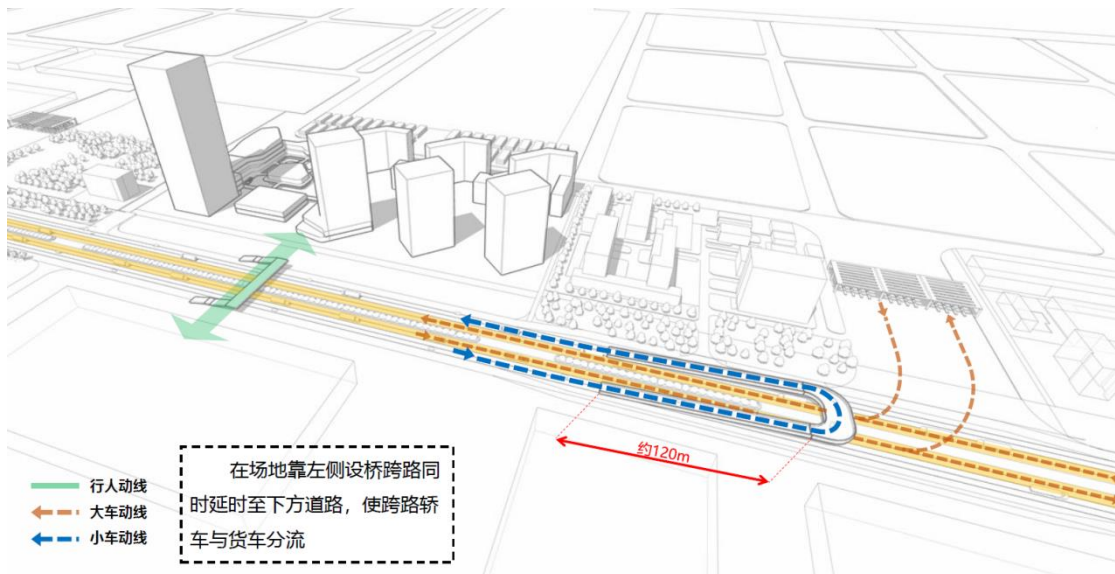 约120m
在场地靠左侧设桥跨路同
时延时至下方道路，使跨路轿
车与货车分流
行人动线
大车动线
小车动线